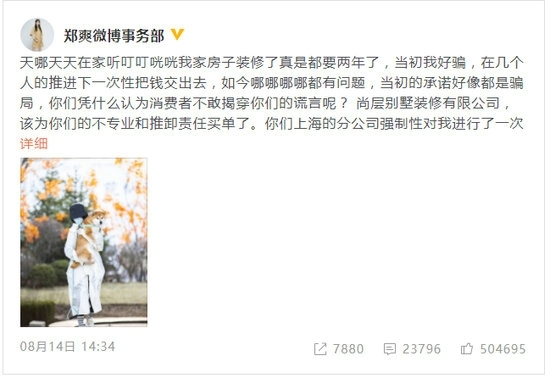 郑爽微博事务部
天哪天天在家听叮叮咣咣我家房子装修了真是都要两年了，当初我好骗，在几个
人的推进下一次性把钱交出去，如今哪哪哪哪都有问题，当初的承诺好像都是骗
局，你们凭什么认为消费者不敢揭穿你们的谎言呢？ 尚层别墅装修有限公司，
该为你们的不专业和推卸责任买单了。你们上海的分公司强制性对我进行了一次
详细
08月14日 14:34
7880
23796
504695